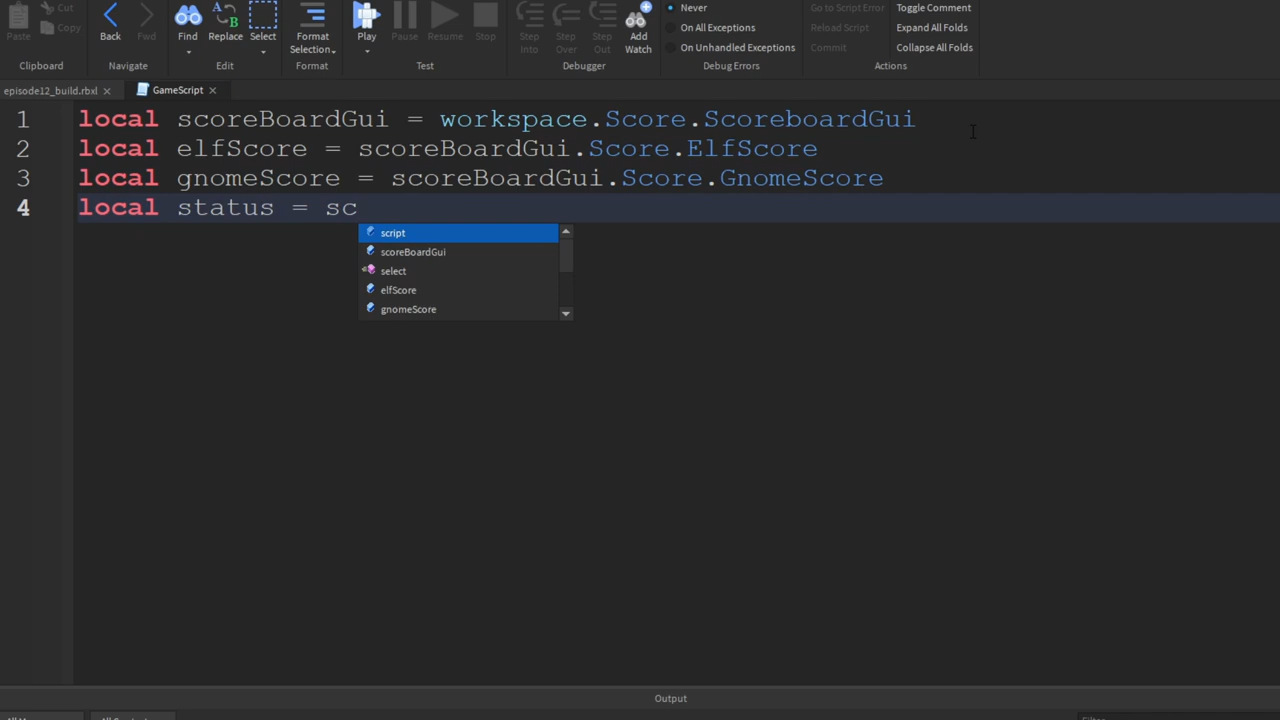 Cut
Paste
Copy
Clipboard
Back
Fwd
Navigate
Find
Replace
Select
Edit
Format
Selection
Format
Play
Pause
Resume
Stop
Test
Step
Into
Step
Over
Step
Out
Add
Watch
Debugger
Never
On All Exceptions
On Unhandled Exceptions
Debug Errors
Go to Script Error
Reload Script
Commit
Toggle Comment
Expand All Folds
Collapse All Folds
Actions
episode12_build.rbxl
GameScript
1 local scoreBoardGui = workspace.Score.ScoreboardGui
2 local elfScore = scoreBoardGui.Score.ElfScore
3 local gnomeScore = scoreBoardGui.Score.GnomeScore
4 local status = sc
script
scoreBoardGui
select
elfScore
gnomeScore
Output